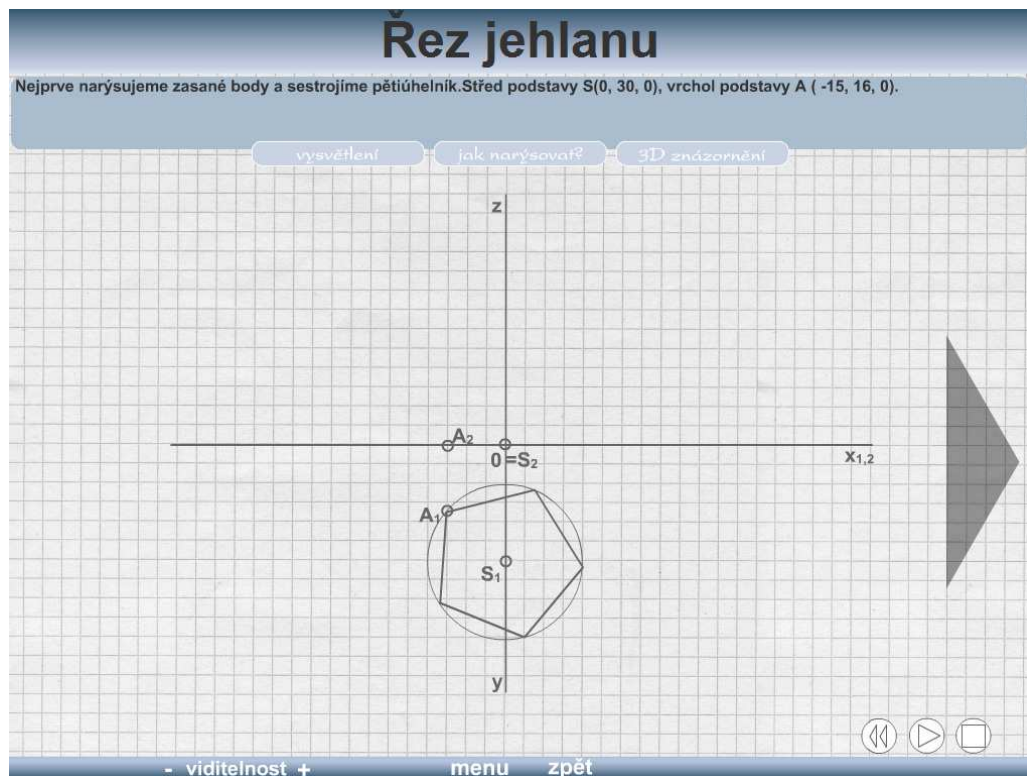 Řez jehlanu
Nejprve narýsujeme zasané body a sestrojíme pětiúhelník.Střed podstavy S(0, 30, 0), vrchol podstavy A ( -15, 16, 0).
vysvětlení jak narýsovat? 3D znázornění
z
A₂
0=S₂
x₁,₂
A₁
S₁
y
- viditelnost + menu zpět